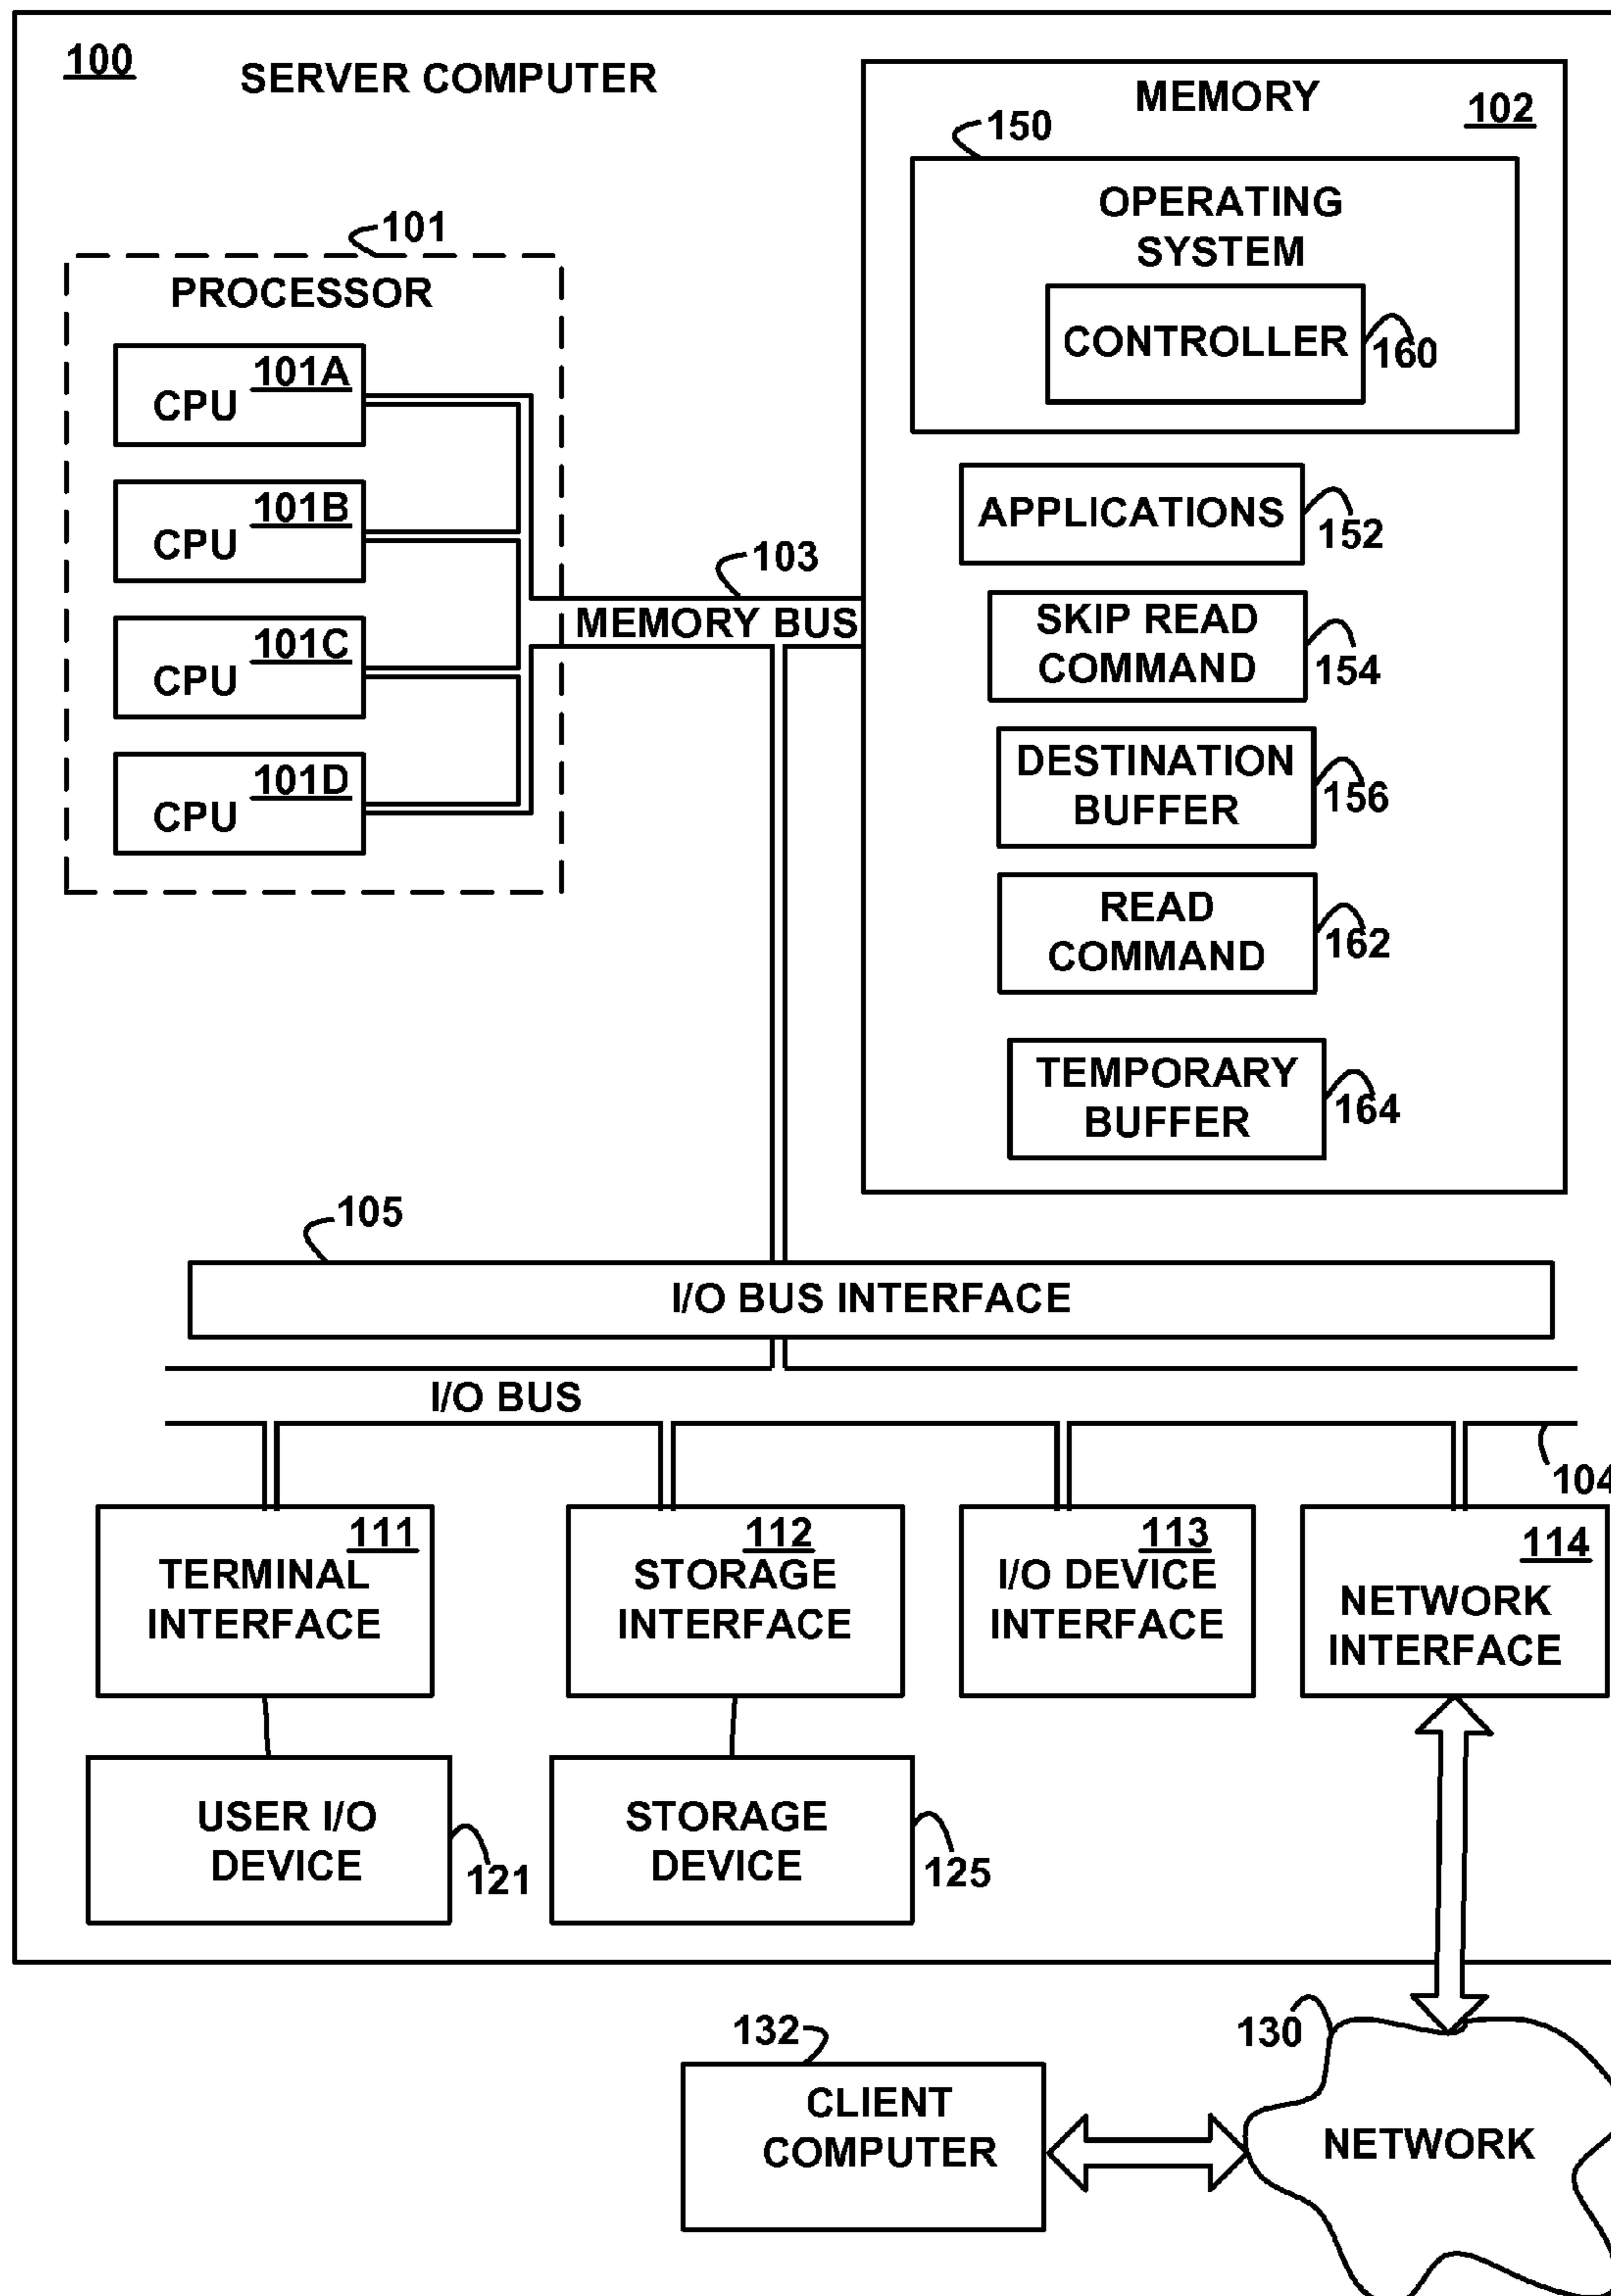 100
SERVER COMPUTER
MEMORY
102
150
OPERATING
SYSTEM
CONTROLLER
160
101
PROCESSOR
101A
CPU
101B
CPU
101C
CPU
101D
CPU
103
MEMORY BUS
APPLICATIONS
152
SKIP READ
COMMAND
154
DESTINATION
BUFFER
156
READ
COMMAND
162
TEMPORARY
BUFFER
164
105
I/O BUS INTERFACE
I/O BUS
104
111
TERMINAL
INTERFACE
112
STORAGE
INTERFACE
113
I/O DEVICE
INTERFACE
114
NETWORK
INTERFACE
USER I/O
DEVICE
121
STORAGE
DEVICE
125
132
CLIENT
COMPUTER
130
NETWORK